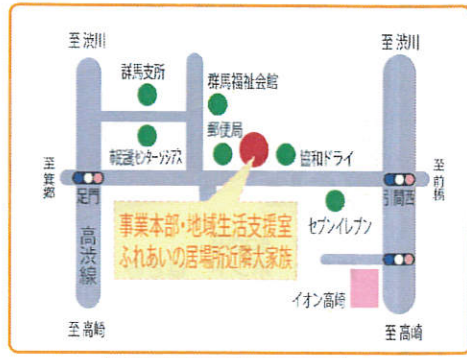 至渋川
至渋川
群馬支所
群馬福祉会館
郵便局
協和ドライ
至箕郷
足門
至前橋
セブンイレブン
高渋線
事業本部・地域生活支援室
ふれあいの居場所近隣大家族
イオン高崎
至高崎
至高崎